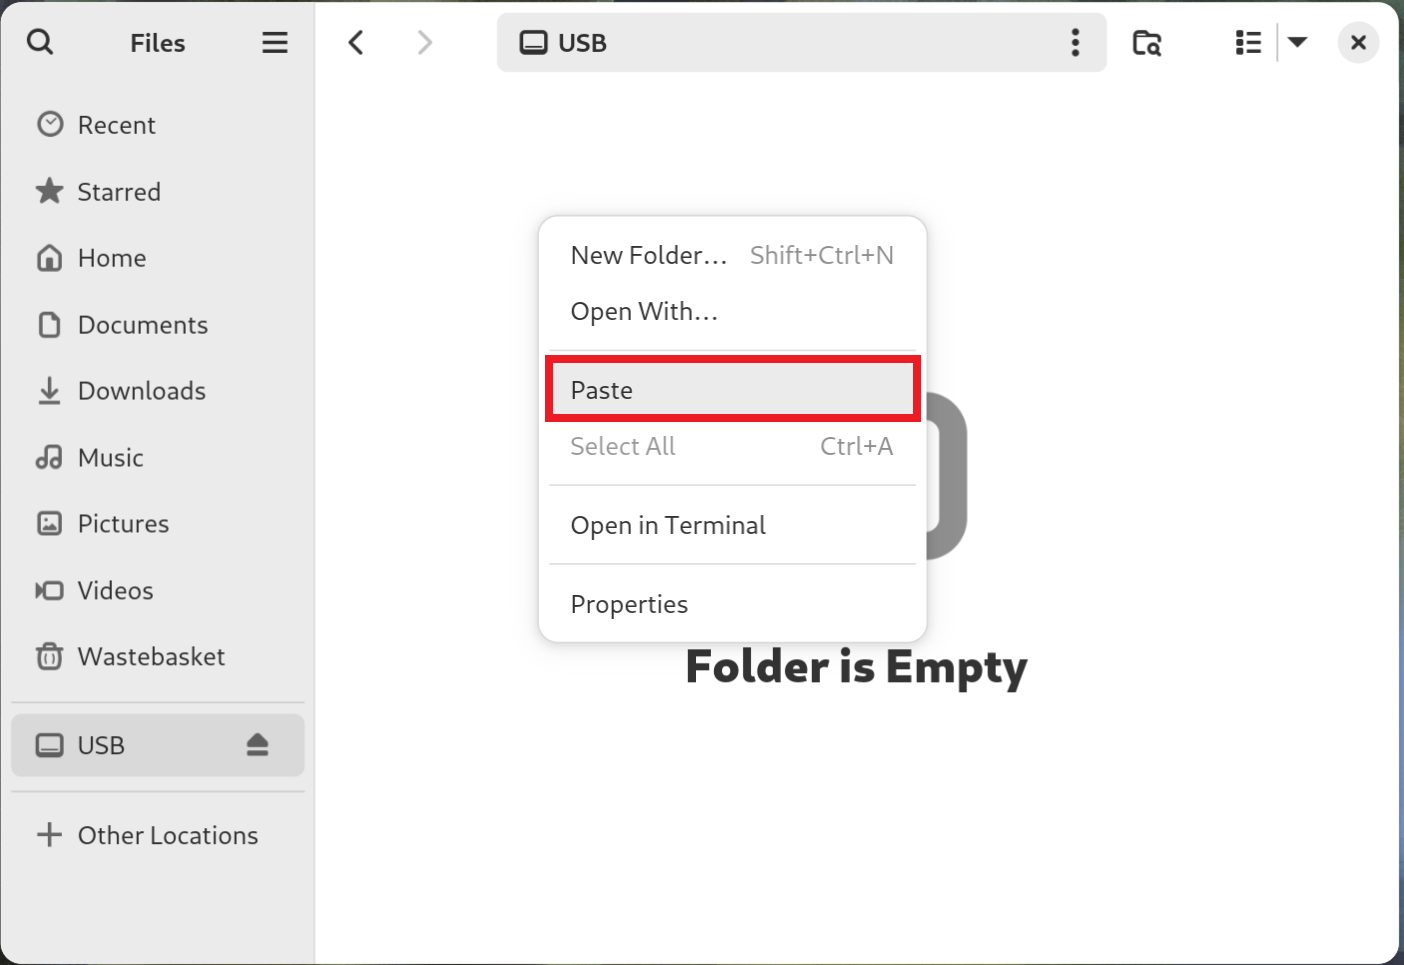 Files
USB
Recent
Starred
Home
Documents
Downloads
Music
Pictures
Videos
Wastebasket
USB
Other Locations
New Folder… Shift+Ctrl+N
Open With…
Paste
Select All Ctrl+A
Open in Terminal
Properties
Folder is Empty